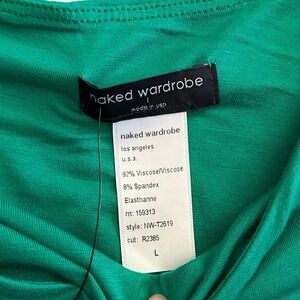 naked wardrobe
L
made in usa
naked wardrobe
los angeles
u.s.a.
92% Viscose/Viscose
8% Spandex
Elasthanne
rn: 159313
style: NW-T2619
cut: R2385
L